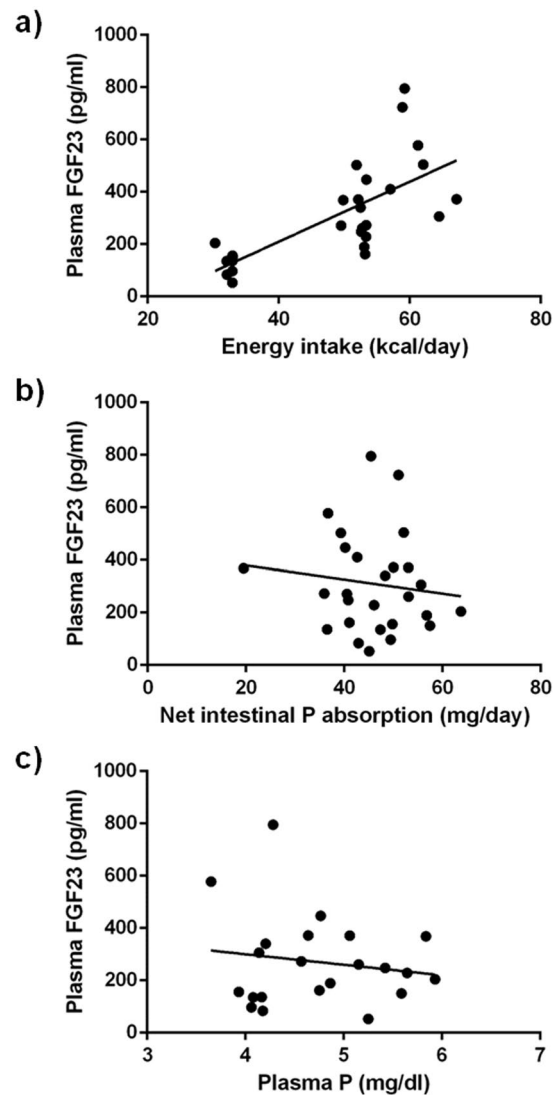 a)
1000
800
600
400
200
0
Plasma FGF23 (pg/ml)
20 40 60 80
Energy intake (kcal/day)
b)
1000
800
600
400
200
0
Plasma FGF23 (pg/ml)
0 20 40 60 80
Net intestinal P absorption (mg/day)
c)
1000
800
600
400
200
0
Plasma FGF23 (pg/ml)
3 4 5 6 7
Plasma P (mg/dl)